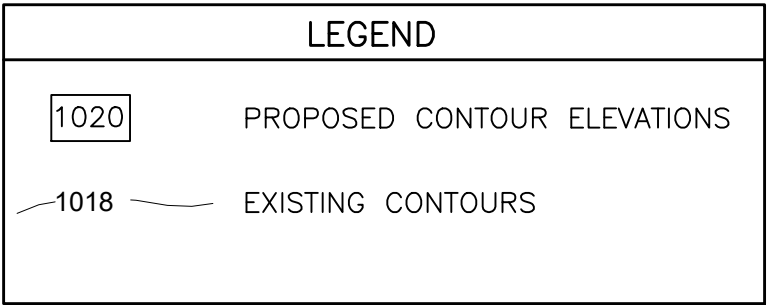 LEGEND
1020 PROPOSED CONTOUR ELEVATIONS
1018 EXISTING CONTOURS